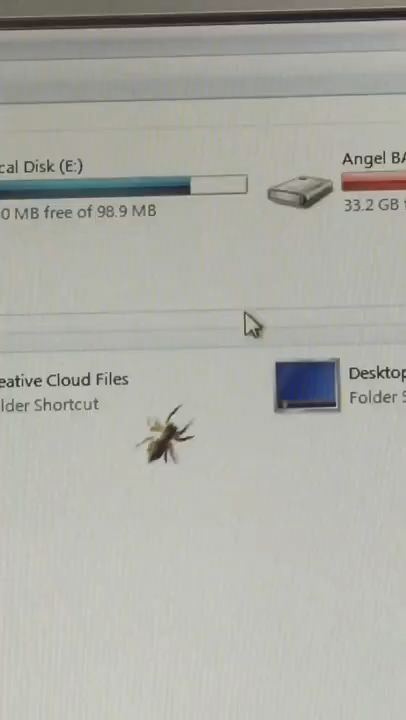 cal Disk (E:)
0 MB free of 98.9 MB
Angel BA
33.2 GB f
eative Cloud Files
lder Shortcut
Desktop
Folder S